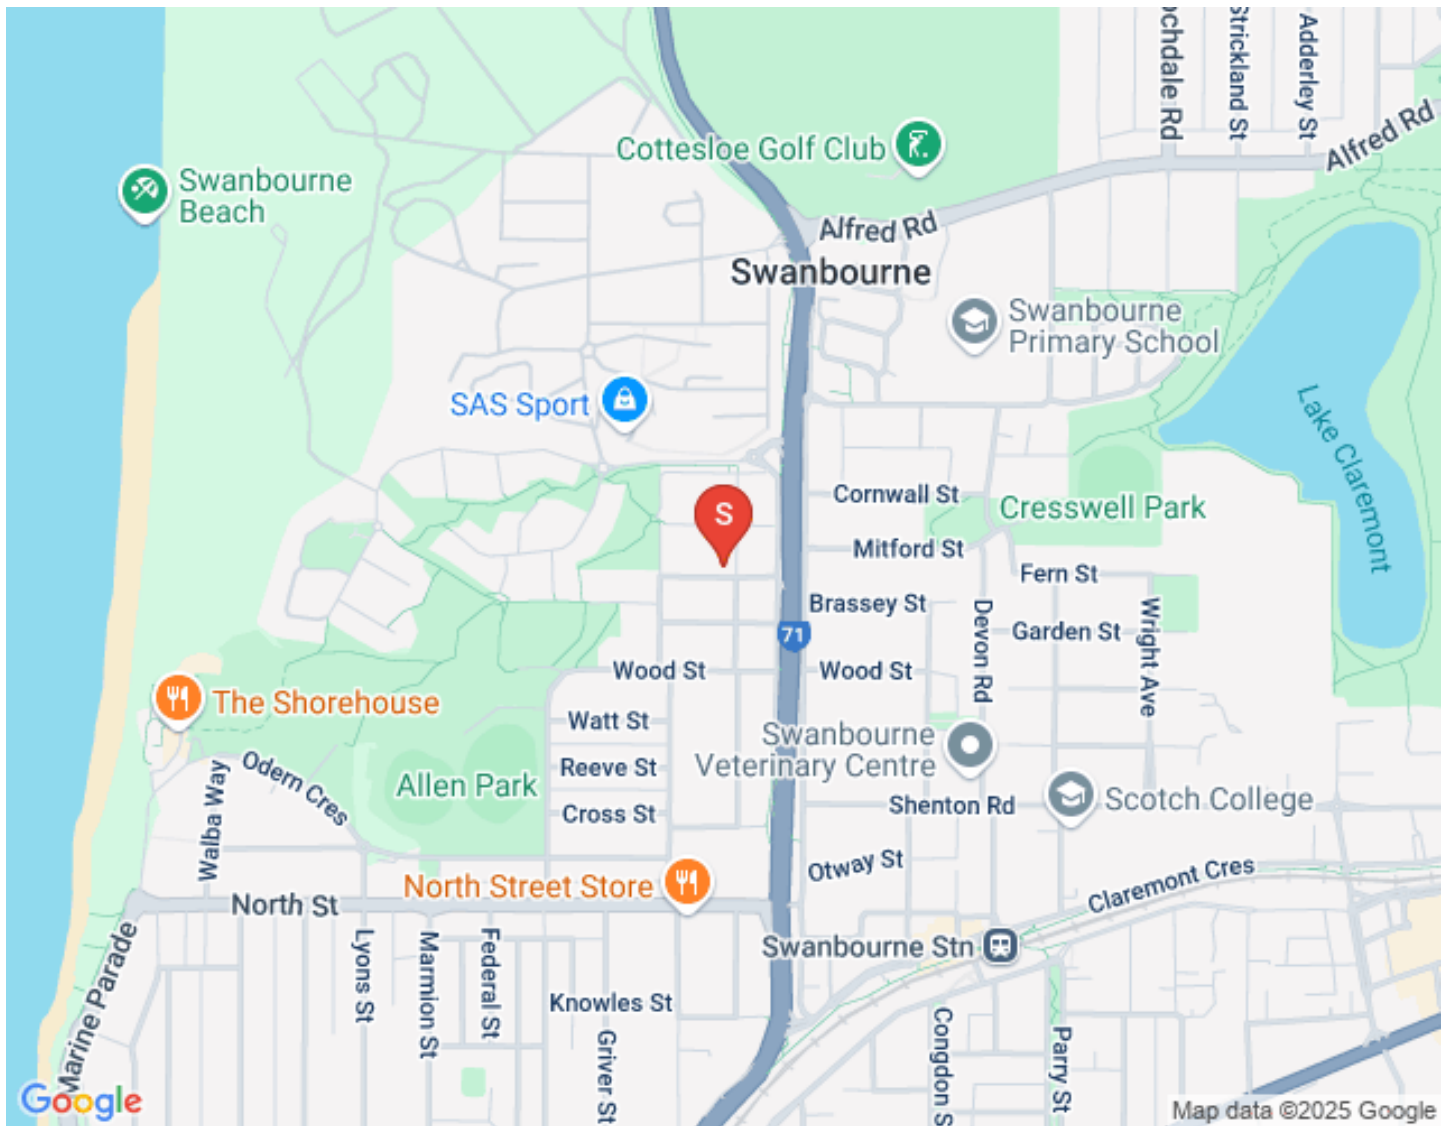 ochdale Rd
Strickland St
Adderley St
Alfred Rd
Cottesloe Golf Club
Swanbourne
Beach
Alfred Rd
Swanbourne
Swanbourne
Primary School
SAS Sport
Lake Claremont
Cornwall St
Cresswell Park
S
Mitford St
Fern St
Brassey St
Devon Rd
Garden St
Wright Ave
71
Wood St
Wood St
The Shorehouse
Watt St
Swanbourne
Veterinary Centre
Reeve St
Odern Cres
Walba Way
Allen Park
Shenton Rd
Scotch College
Cross St
Otway St
North Street Store
Claremont Cres
North St
Swanbourne Stn
Lyons St
Marmion St
Federal St
Marine Parade
Knowles St
Griver St
Congdon S
Parry St
Google
Map data ©2025 Google